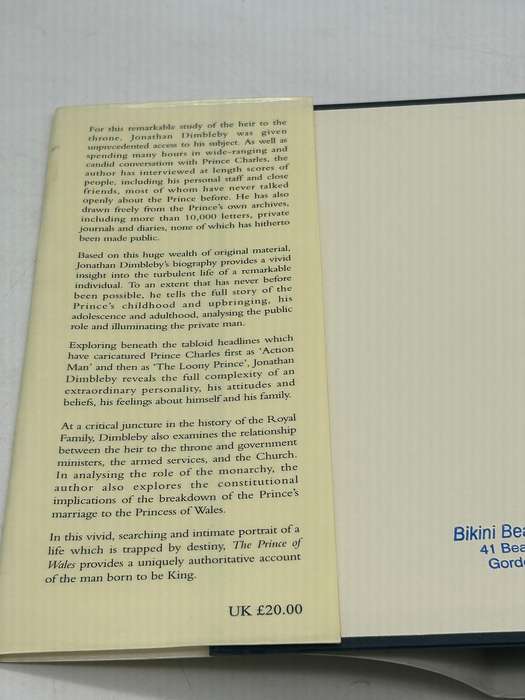 For this remarkable study of the heir to the
throne, Jonathan Dimbleby was given
unprecedented access to his subject. As well as
spending many hours in wide-ranging and
candid conversation with Prince Charles, the
author has interviewed at length scores of
people, including his personal staff and close
friends, most of whom have never talked
openly about the Prince before. He has also
drawn freely from the Prince's own archives,
including more than 10,000 letters, private
journals and diaries, none of which has hitherto
been made public.
Based on this huge wealth of original material,
Jonathan Dimbleby's biography provides a vivid
insight into the turbulent life of a remarkable
individual. To an extent that has never before
been possible, he tells the full story of the
Prince's childhood and upbringing, his
adolescence and adulthood, analysing the public
role and illuminating the private man.
Exploring beneath the tabloid headlines which
have caricatured Prince Charles first as 'Action
Man' and then as 'The Loony Prince', Jonathan
Dimbleby reveals the full complexity of an
extraordinary personality, his attitudes and
beliefs, his feelings about himself and his family.
At a critical juncture in the history of the Royal
Family, Dimbleby also examines the relationship
between the heir to the throne and government
ministers, the armed services, and the Church.
In analysing the role of the monarchy, the
author also explores the constitutional
implications of the breakdown of the Prince's
marriage to the Princess of Wales.
In this vivid, searching and intimate portrait of a
life which is trapped by destiny, The Prince of
Wales provides a uniquely authoritative account
of the man born to be King.
UK £20.00
Bikini Bea
41 Bea
Gord